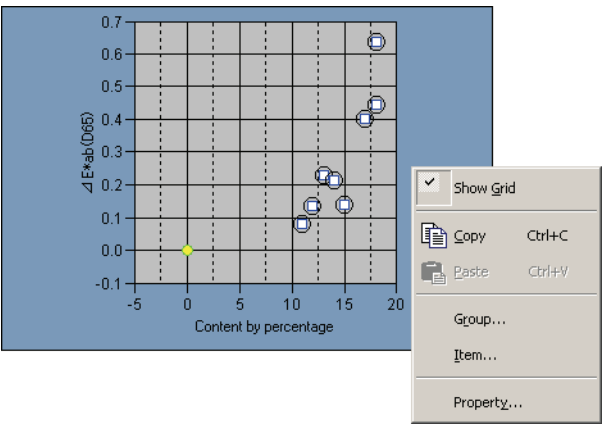 0.7
0.6
0.5
0.4
0.3
0.2
0.1
0.0
-0.1
⊿E*ab(D65)
-5 0 5 10 15 20
Content by percentage
Show Grid
Copy Ctrl+C
Paste Ctrl+V
Group...
Item...
Property...